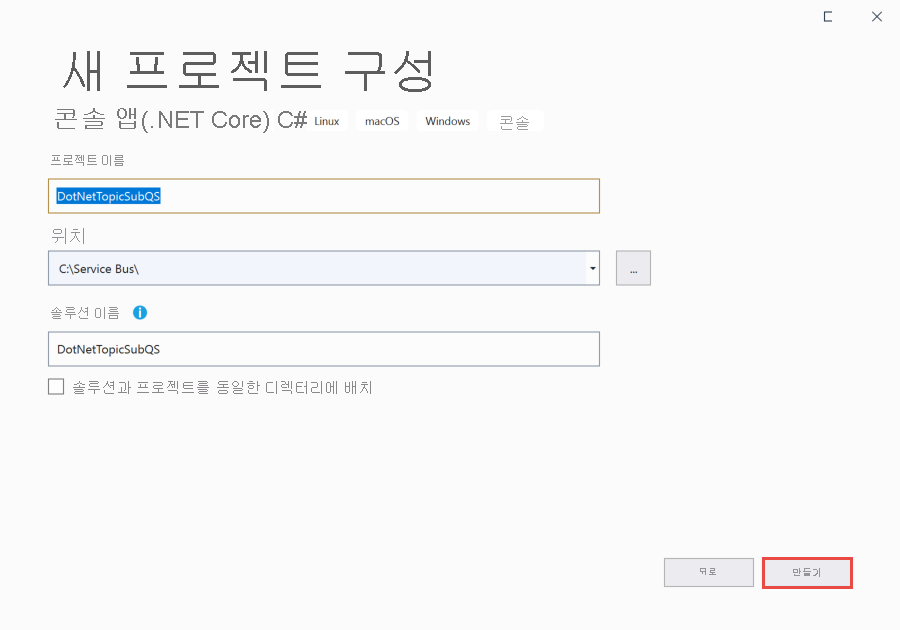 새 프로젝트 구성
콘솔 앱(.NET Core) C# Linux macOS Windows 콘솔
프로젝트 이름
DotNetTopicSubQS
위치
C:\Service Bus\ ...
솔루션 이름
DotNetTopicSubQS
솔루션과 프로젝트를 동일한 디렉터리에 배치
뒤로 만들기